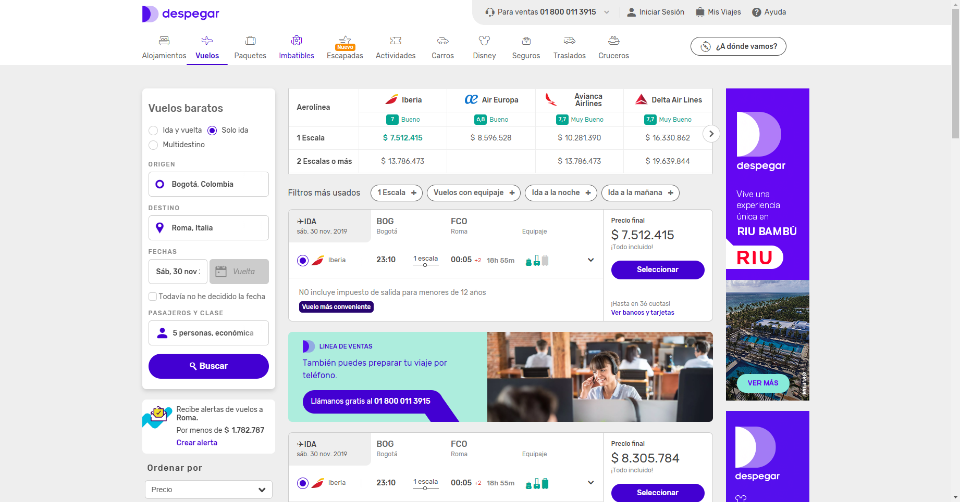 despegar
Para ventas 01 800 011 3915
Iniciar Sesión
Mis Viajes
Ayuda
Alojamientos
Vuelos
Paquetes
Imbatibles
Nuevo
Escapadas
Actividades
Carros
Disney
Seguros
Traslados
Cruceros
¿A dónde vamos?
Vuelos baratos
Ida y vuelta
Solo ida
Multidestino
ORIGEN
Bogotá, Colombia
DESTINO
Roma, Italia
FECHAS
Sáb, 30 nov
Vuelta
Todavía no he decidido la fecha
PASAJEROS Y CLASE
5 personas, económica
Buscar
Recibe alertas de vuelos a
Roma.
Por menos de $ 1.782.787
Crear alerta
Ordenar por
Precio
Aerolínea
Iberia
Air Europa
Avianca
Airlines
Delta Air Lines
7 Bueno
6,8 Bueno
7,7 Muy Bueno
7,7 Muy Bueno
1 Escala
$ 7.512.415
$ 8.596.528
$ 10.281.390
$ 16.330.862
2 Escalas o más
$ 13.786.473
$ 13.786.473
$ 19.639.844
Filtros más usados
1 Escala +
Vuelos con equipaje +
Ida a la noche +
Ida a la mañana +
IDA
sáb. 30 nov. 2019
BOG
Bogotá
FCO
Roma
Equipaje
Iberia
23:10
1 escala
00:05 +2
18h 55m
NO incluye impuesto de salida para menores de 12 años
Vuelo más conveniente
Precio final
$ 7.512.415
¡Todo incluido!
Seleccionar
¡Hasta en 36 cuotas!
Ver bancos y tarjetas
LINEA DE VENTAS
También puedes preparar tu viaje por
teléfono.
Llámanos gratis al 01 800 011 3915
IDA
sáb. 30 nov. 2019
BOG
Bogotá
FCO
Roma
Equipaje
Iberia
23:10
1 escala
00:05 +2
18h 55m
Precio final
$ 8.305.784
¡Todo incluido!
Seleccionar
despegar
Vive una
experiencia
única en
RIU BAMBÚ
RIU
VER MÁS
despegar